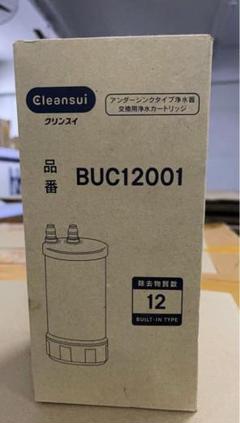 Cleansui
クリンスイ
アンダーシンクタイプ浄水器
交換用浄水カートリッジ
品番
BUC12001
除去物質数
12
BUILT-IN TYPE